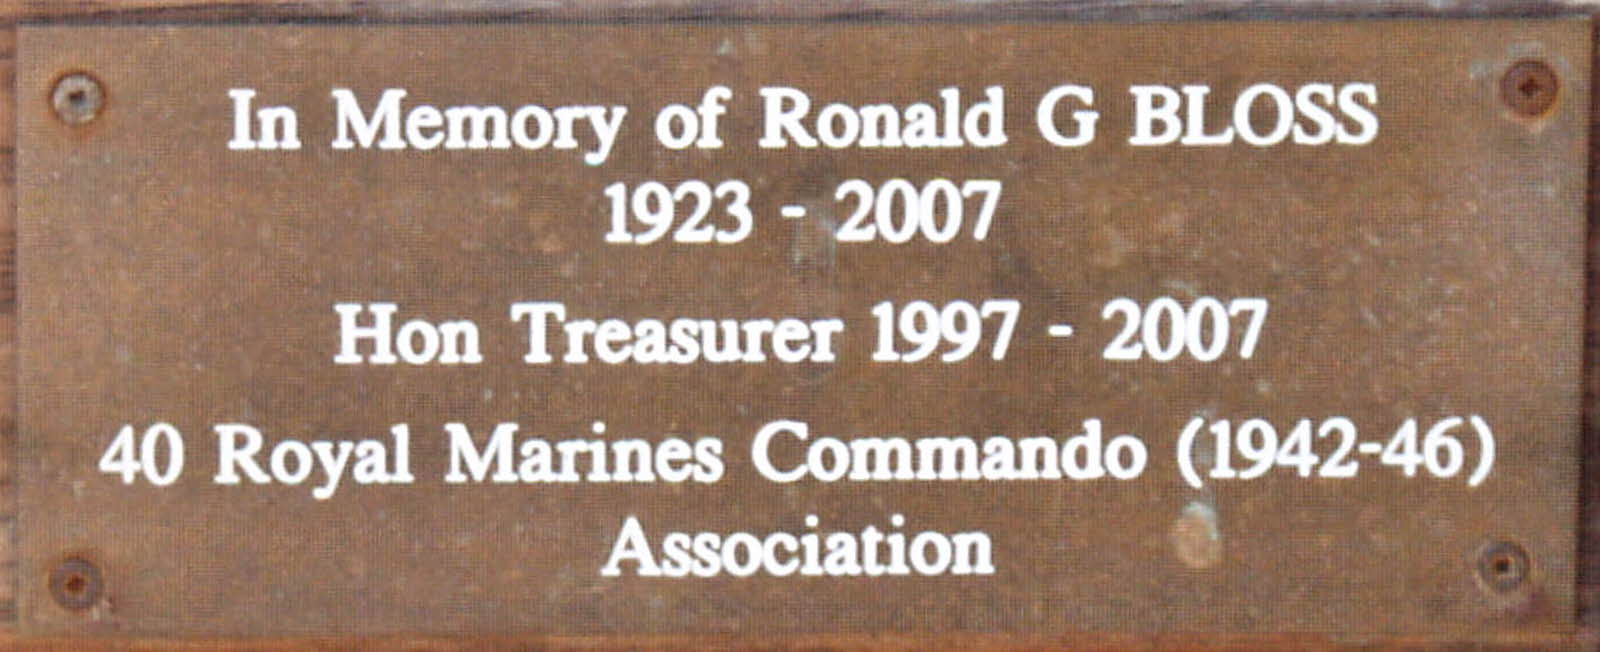 In Memory of Ronald G BLOSS
1923 - 2007
Hon Treasurer 1997 - 2007
40 Royal Marines Commando (1942-46)
Association